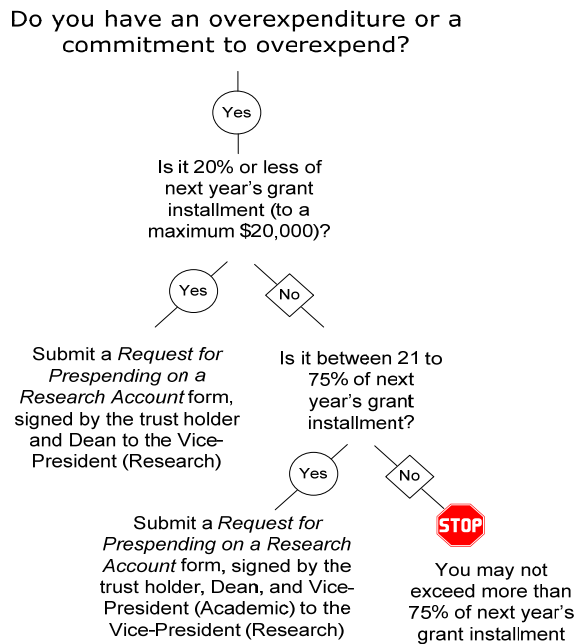 Do you have an overexpenditure or a
commitment to overexpend?
Yes
Is it 20% or less of
next year's grant
installment (to a
maximum $20,000)?
Yes
No
Submit a Request for
Prespending on a
Research Account form,
signed by the trust holder
and Dean to the Vice-
President (Research)
Is it between 21 to
75% of next
year's grant
installment?
Yes
No
Submit a Request for
Prespending on a Research
Account form, signed by the
trust holder, Dean, and Vice-
President (Academic) to the
Vice-President (Research)
STOP
You may not
exceed more than
75% of next year's
grant installment